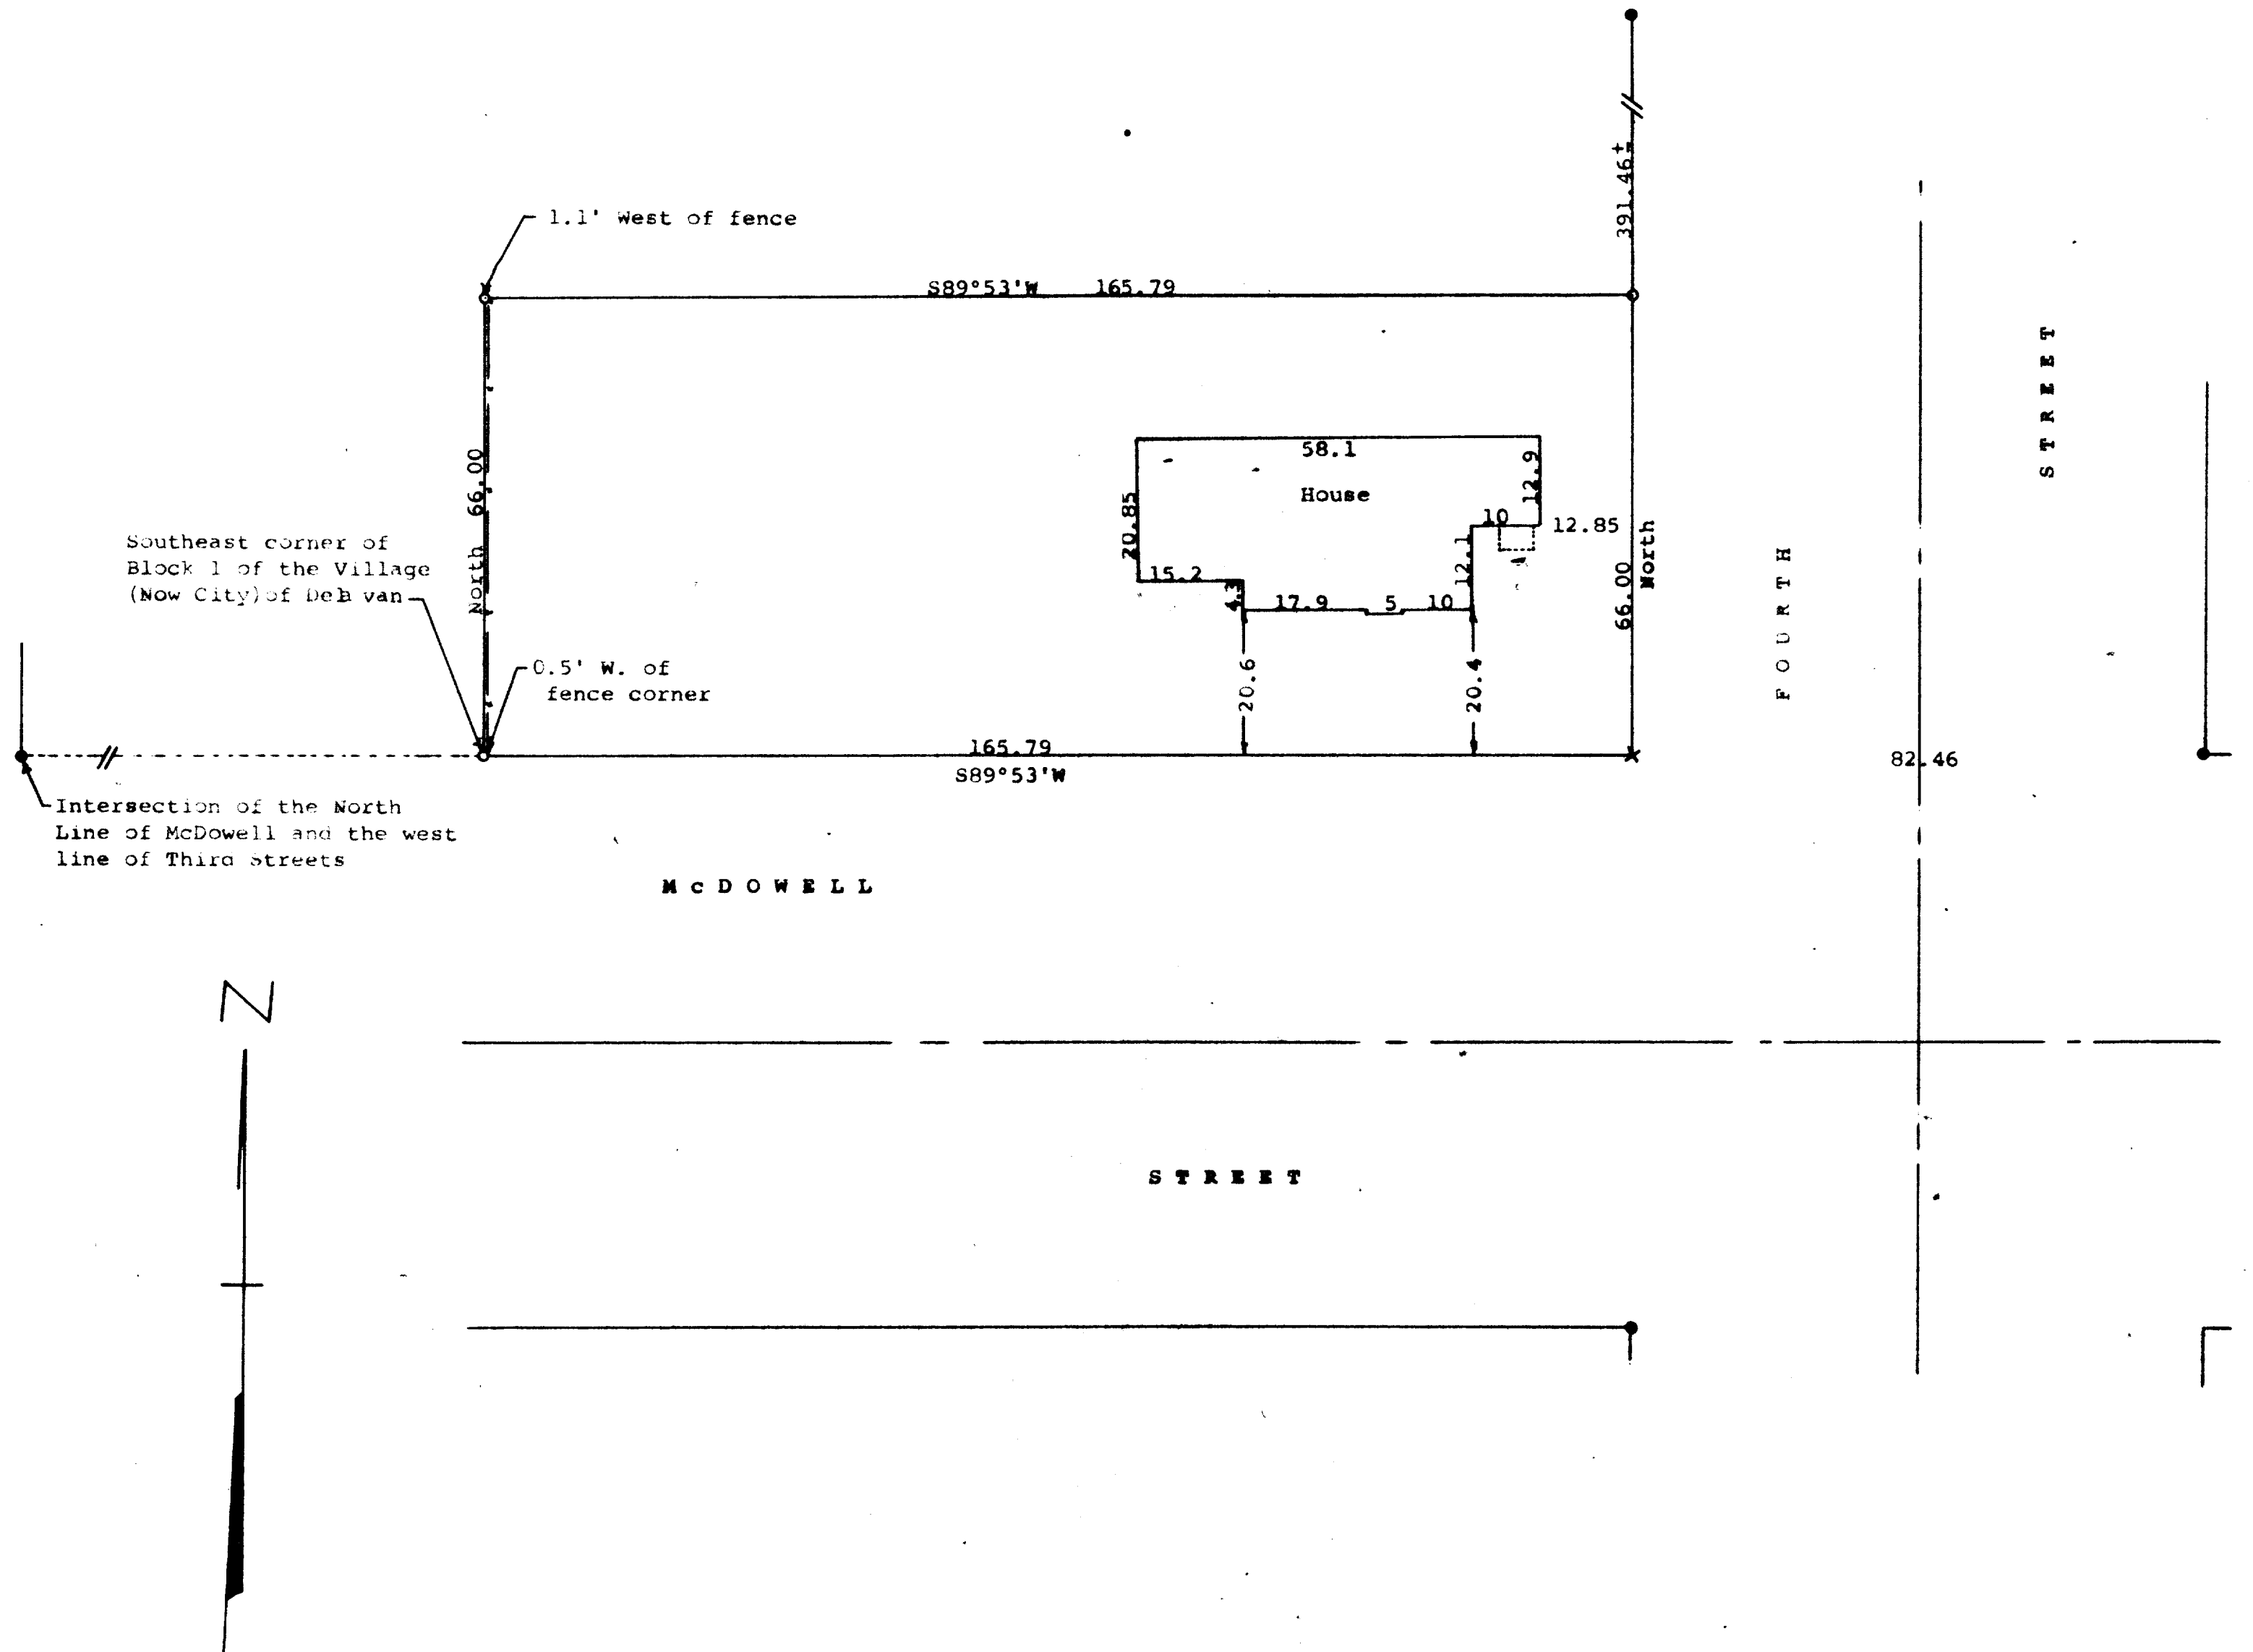 391.46±
1.1' West of fence
S89°53'W 165.79
North 66.00
58.1
House
12.9
20.85
10
12.85
12.1
15.2
4.3
17.9
5
10
66.00 North
20.6
20.4
Southeast corner of
Block 1 of the Village
(Now City)of Delavan
0.5' W. of
fence corner
165.79
S89°53'W
82.46
FOURTH
STREET
Intersection of the North
Line of McDowell and the west
line of Third Streets
McDOWELL
N
STREET